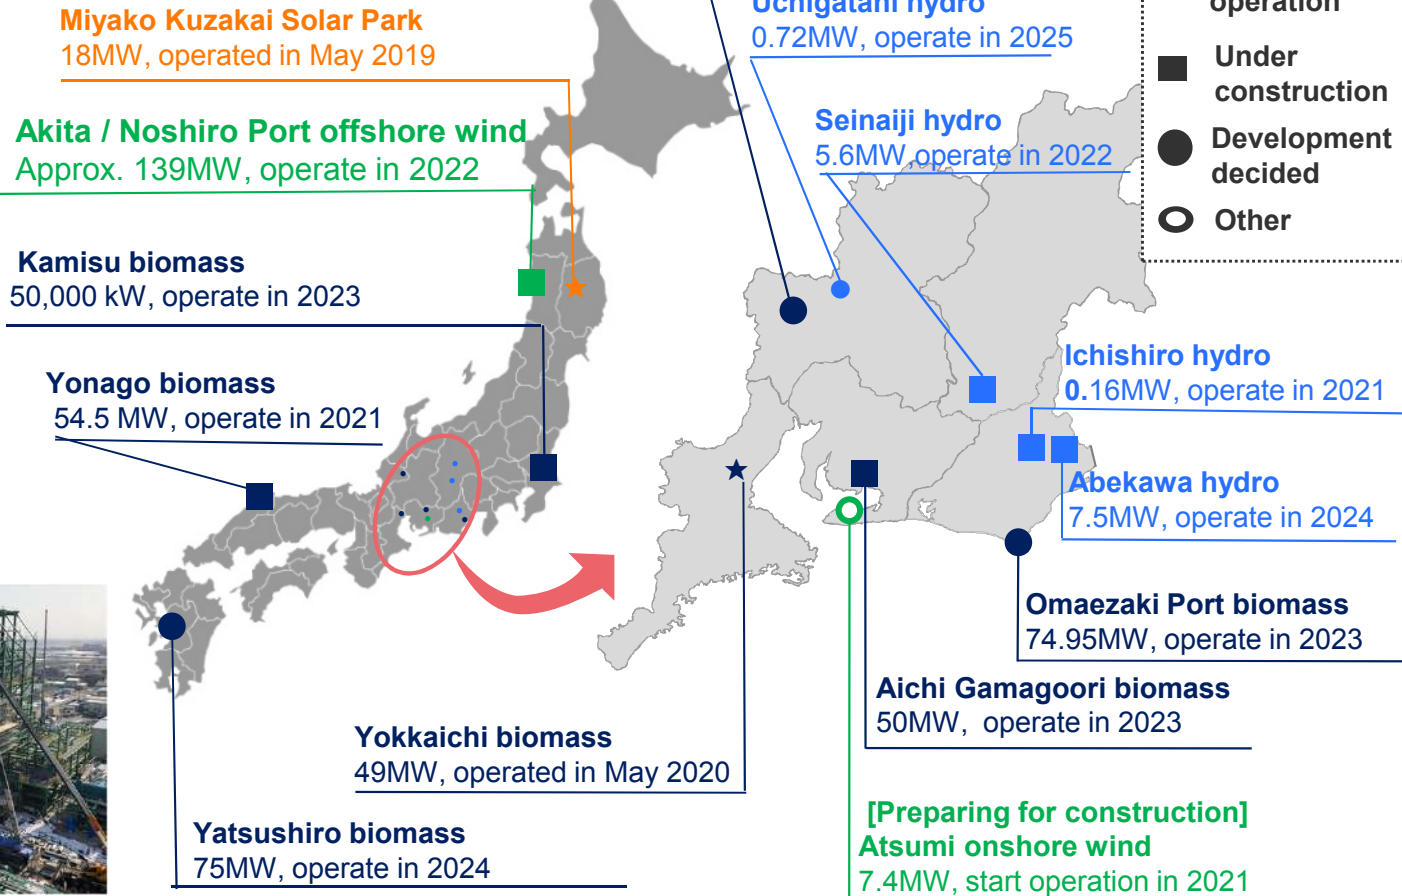 Miyako Kuzakai Solar Park
18MW, operated in May 2019
Akita / Noshiro Port offshore wind
Approx. 139MW, operate in 2022
Kamisu biomass
50,000 kW, operate in 2023
Yonago biomass
54.5 MW, operate in 2021
Uchigatani hydro
0.72MW, operate in 2025
Seinaiji hydro
5.6MW,operate in 2022
operation
Under
construction
Development
decided
Other
Ichishiro hydro
0.16MW, operate in 2021
Abekawa hydro
7.5MW, operate in 2024
Omaezaki Port biomass
74.95MW, operate in 2023
Aichi Gamagoori biomass
50MW, operate in 2023
Yokkaichi biomass
49MW, operated in May 2020
Yatsushiro biomass
75MW, operate in 2024
[Preparing for construction]
Atsumi onshore wind
7.4MW, start operation in 2021